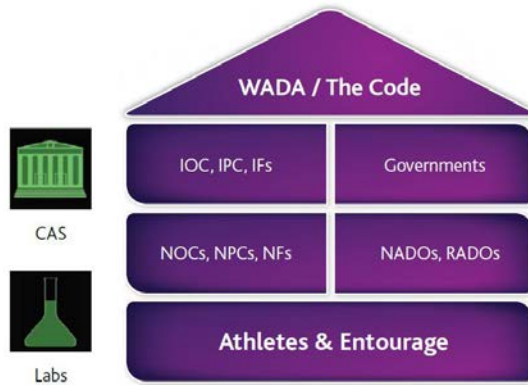 WADA / The Code
IOC, IPC, IFs
Governments
CAS
NOCs, NPCs, NFs
NADOs, RADOs
Athletes & Entourage
Labs